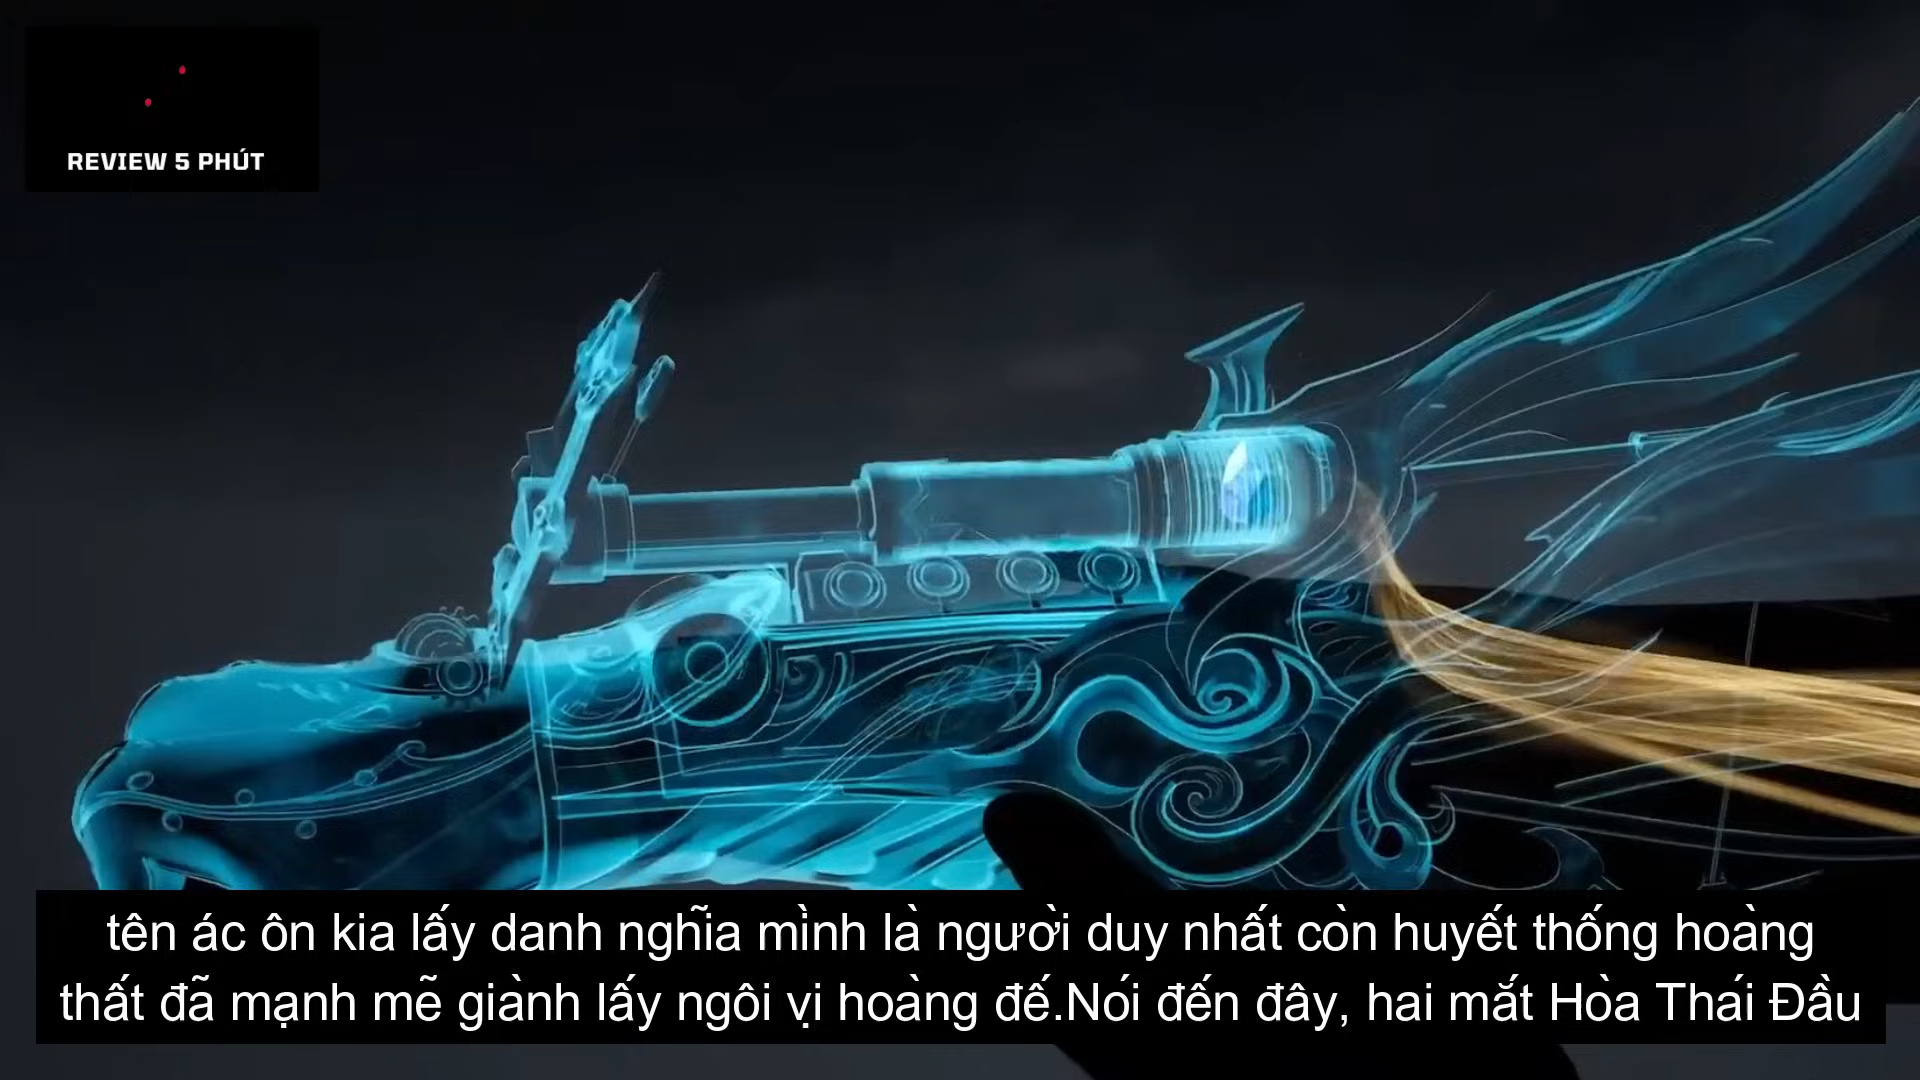 REVIEW 5 PHÚT
tên ác ôn kia lấy danh nghĩa mình là người duy nhất còn huyết thống hoàng
thất đã mạnh mẽ giành lấy ngôi vị hoàng đế.Nói đến đây, hai mắt Hòa Thái Đầu